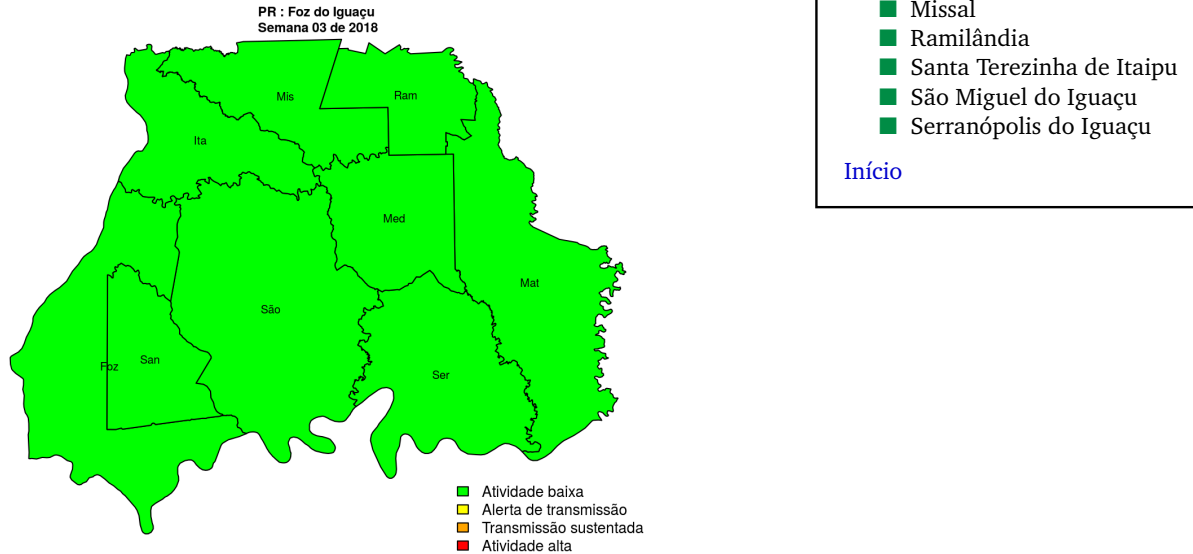 PR : Foz do Iguaçu
Semana 03 de 2018
Mis
Ram
Ita
Med
Mat
São
Foz
San
Ser
Atividade baixa
Alerta de transmissão
Transmissão sustentada
Atividade alta
Missal
Ramilândia
Santa Terezinha de Itaipu
São Miguel do Iguaçu
Serranópolis do Iguaçu
Início